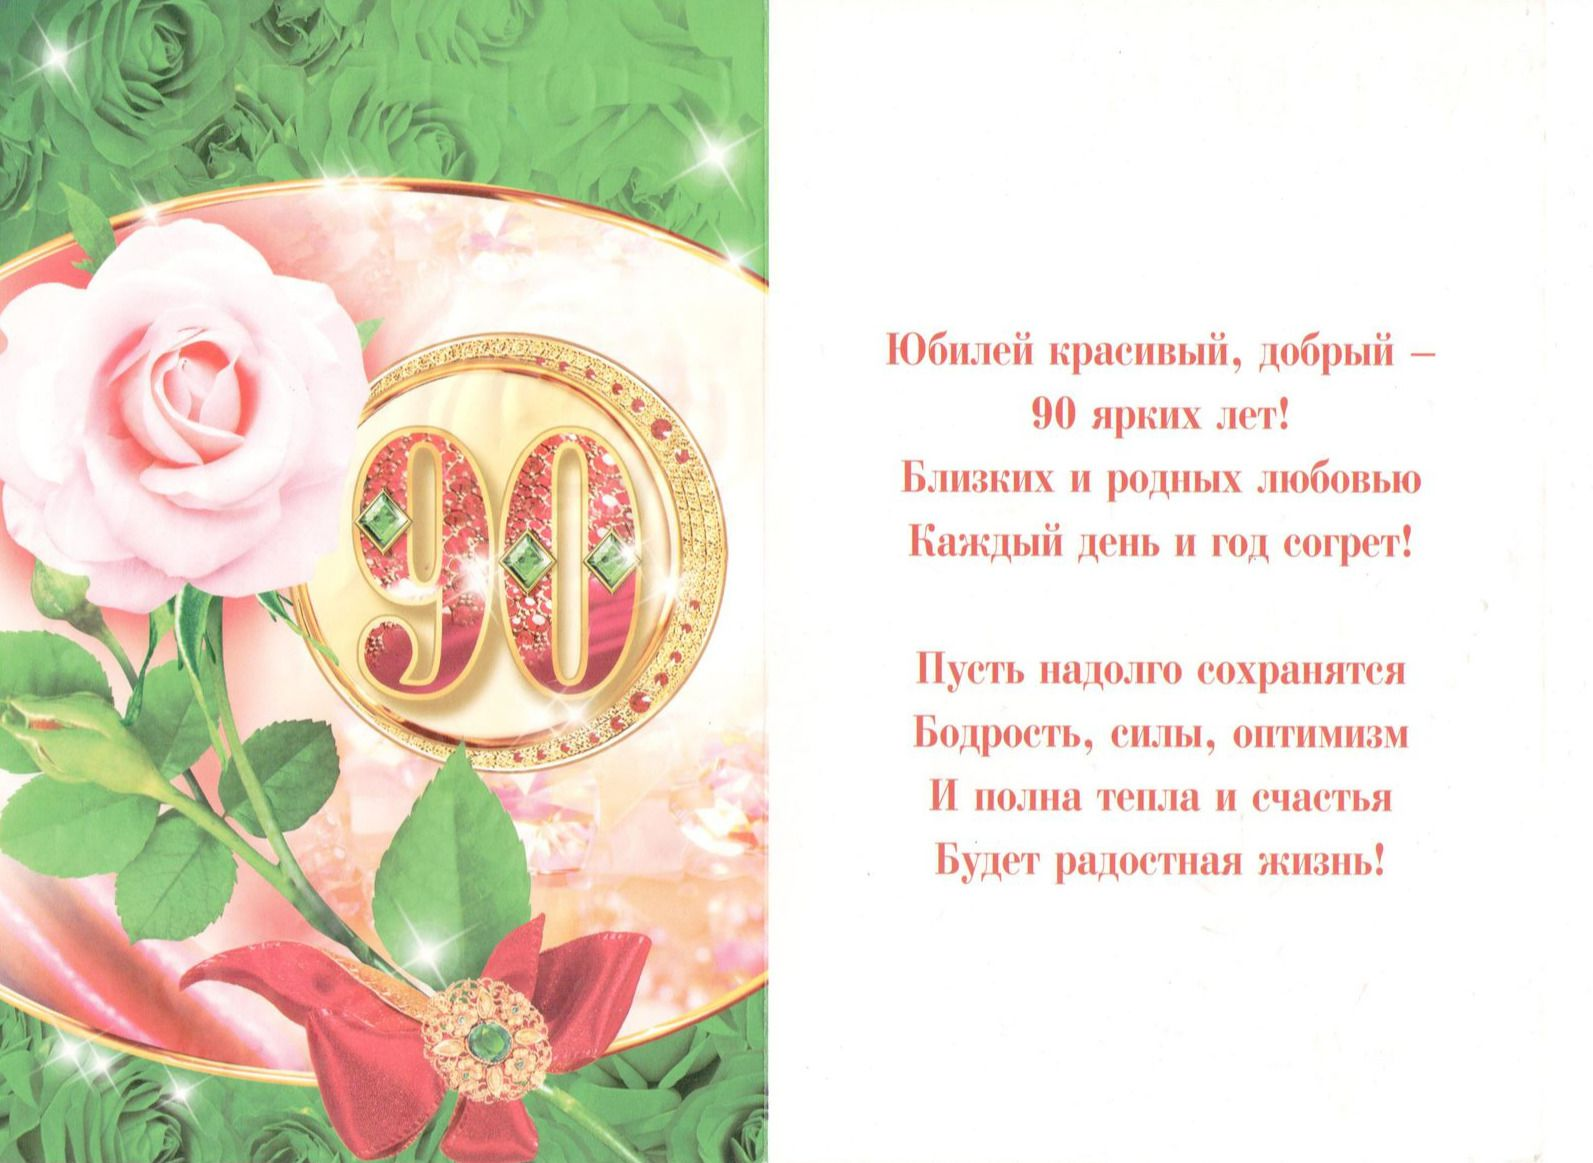 90
Юбилей красивый, добрый –
90 ярких лет!
Близких и родных любовью
Каждый день и год согрет!
Пусть надолго сохранятся
Бодрость, силы, оптимизм
И полна тепла и счастья
Будет радостная жизнь!